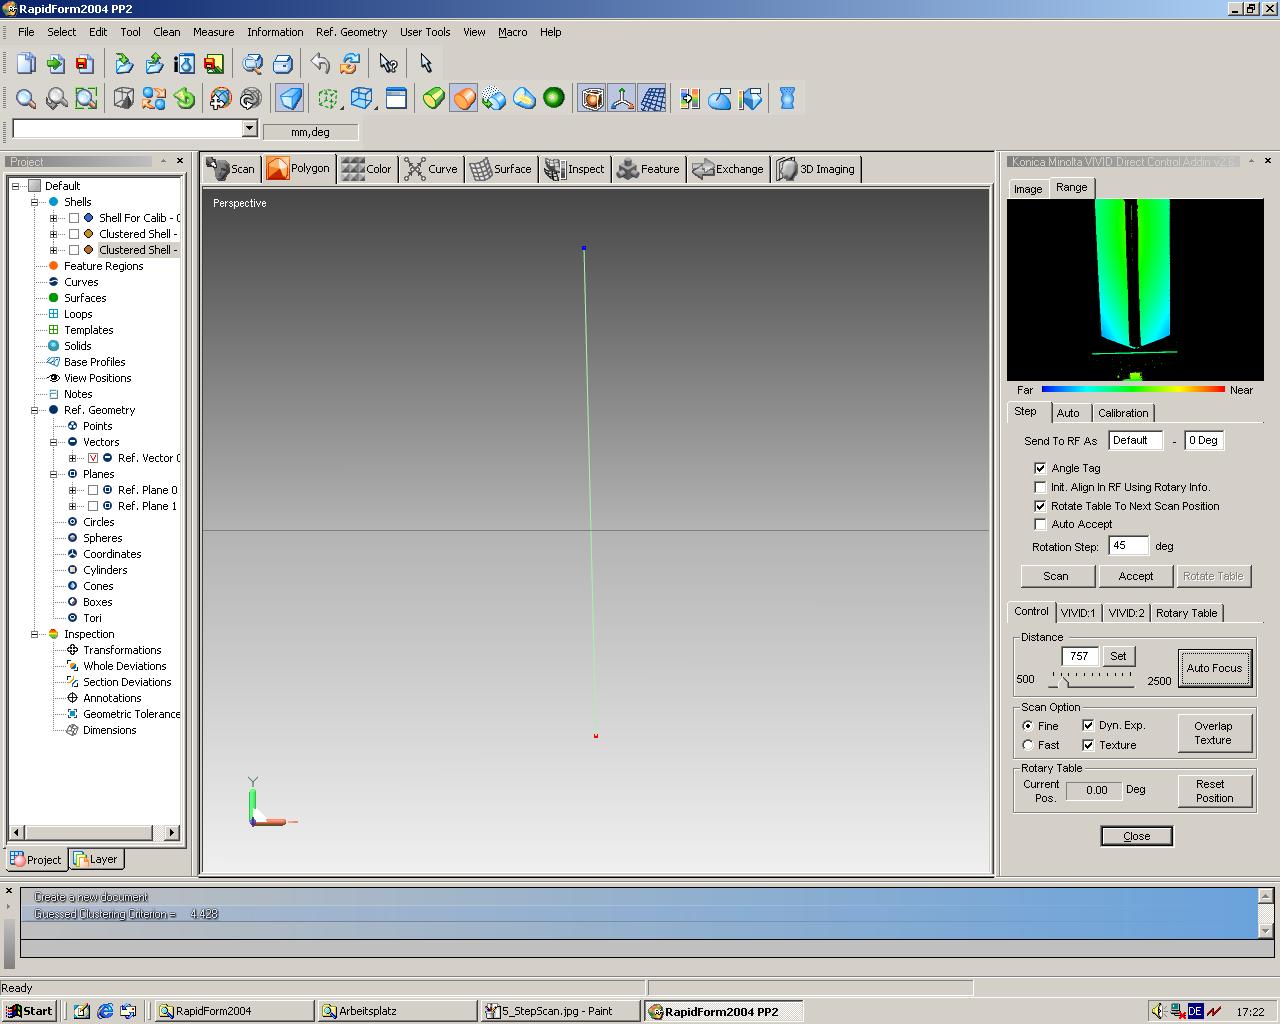 RapidForm2004 PP2
File Select Edit Tool Clean Measure Information Ref. Geometry User Tools View Macro Help
mm,deg
Project
Default
Shells
Shell For Calib - 0
Clustered Shell -
Clustered Shell -
Feature Regions
Curves
Surfaces
Loops
Templates
Solids
Base Profiles
View Positions
Notes
Ref. Geometry
Points
Vectors
Ref. Vector 0
Planes
Ref. Plane 0
Ref. Plane 1
Circles
Spheres
Coordinates
Cylinders
Cones
Boxes
Tori
Inspection
Transformations
Whole Deviations
Section Deviations
Annotations
Geometric Tolerance
Dimensions
Project Layer
Scan Polygon Color Curve Surface Inspect Feature Exchange 3D Imaging
Perspective
Y
Konica Minolta VIVID Direct Control Addin v2.6
Image Range
Far Near
Step Auto Calibration
Send To RF As Default - 0 Deg
Angle Tag
Init. Align In RF Using Rotary Info.
Rotate Table To Next Scan Position
Auto Accept
Rotation Step: 45 deg
Scan Accept Rotate Table
Control VIVID:1 VIVID:2 Rotary Table
Distance
757 Set
500 2500
Auto Focus
Scan Option
Fine Dyn. Exp.
Fast Texture
Overlap
Texture
Rotary Table
Current
Pos. 0.00 Deg
Reset
Position
Close
Create a new document
Guessed Clustering Criterion = 4.428
Ready
Start RapidForm2004 Arbeitsplatz 5_StepScan.jpg - Paint RapidForm2004 PP2 DE 17:22